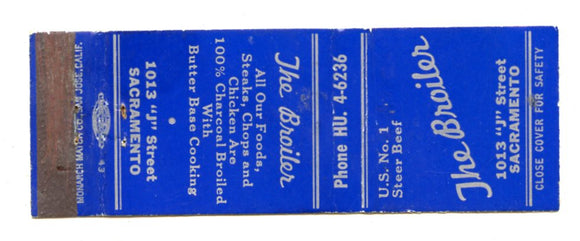 The Broiler
1013 "J" Street
SACRAMENTO
CLOSE COVER FOR SAFETY
U.S. No. 1
Steer Beef
Phone HU. 4-6236
The Broiler
All Our Foods,
Steaks, Chops and
Chicken Are
100% Charcoal Broiled
With
Butter Base Cooking
1013 "J" Street
SACRAMENTO
MONARCH MATCH CO., SAN JOSE, CALIF.